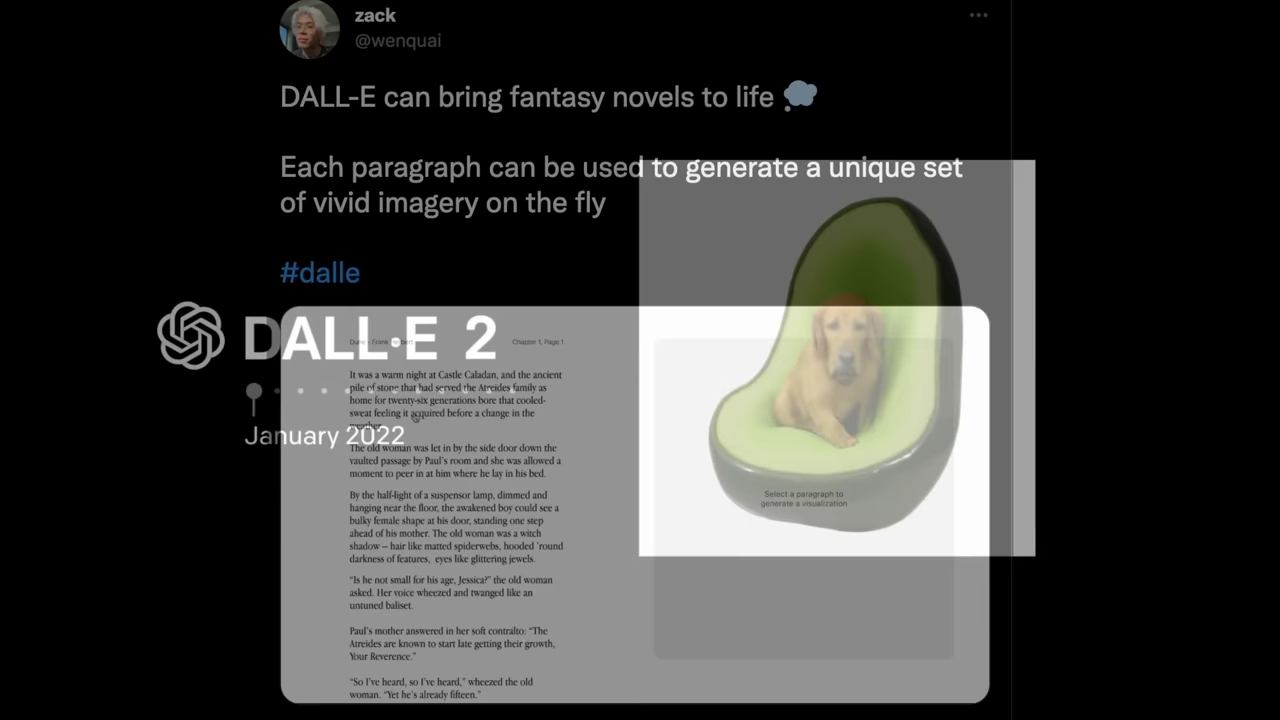 zack
@wenquai
DALL-E can bring fantasy novels to life
Each paragraph can be used to generate a unique set
of vivid imagery on the fly
#dalle
DALL·E 2
January 2022
Dune - Frank Herbert
Chapter 1, Page 1
It was a warm night at Castle Caladan, and the ancient
pile of stone that had served the Atreides family as
home for twenty-six generations bore that cooled-
sweat feeling it acquired before a change in the
weather.
The old woman was let in by the side door down the
vaulted passage by Paul's room and she was allowed a
moment to peer in at him where he lay in his bed.
By the half-light of a suspensor lamp, dimmed and
hanging near the floor, the awakened boy could see a
bulky female shape at his door, standing one step
ahead of his mother. The old woman was a witch
shadow – hair like matted spiderwebs, hooded 'round
darkness of features, eyes like glittering jewels.
“Is he not small for his age, Jessica?” the old woman
asked. Her voice wheezed and twanged like an
untuned baliset.
Paul's mother answered in her soft contralto: “The
Atreides are known to start late getting their growth,
Your Reverence.”
“So I've heard, so I've heard,” wheezed the old
woman. “Yet he's already fifteen.”
Select a paragraph to
generate a visualization